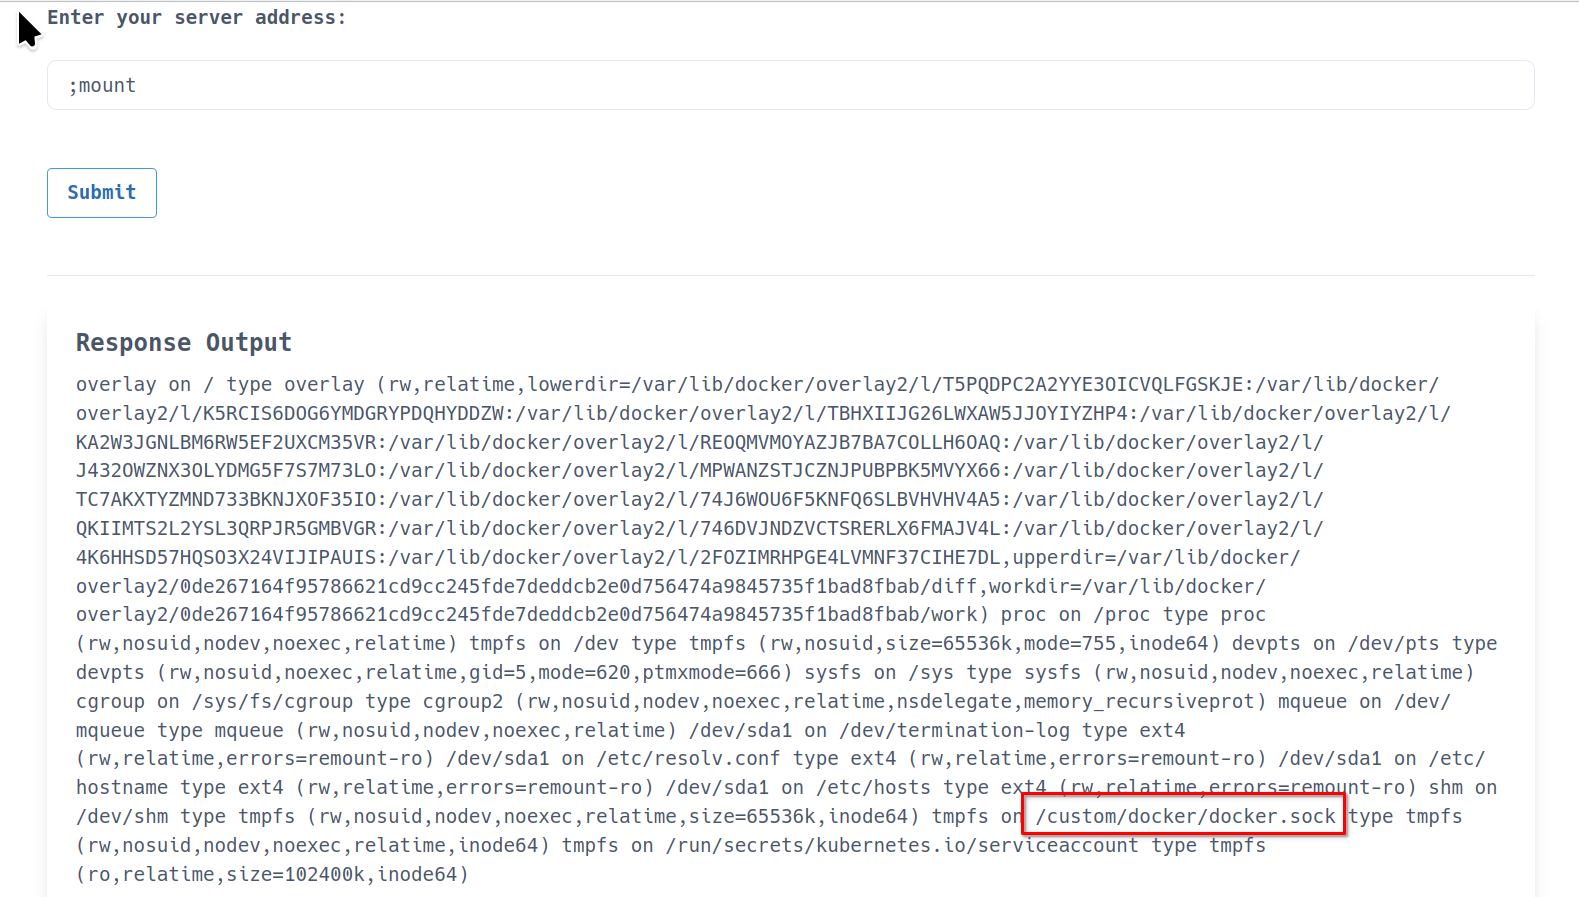 Enter your server address:
;mount
Submit
Response Output
overlay on / type overlay (rw,relatime,lowerdir=/var/lib/docker/overlay2/l/T5PQDPC2A2YYE3OICVQLFGSKJE:/var/lib/docker/
overlay2/l/K5RCIS6DOG6YMDGRYPDQHYDDZW:/var/lib/docker/overlay2/l/TBHXIIJG26LWXAW5JJOYIYZHP4:/var/lib/docker/overlay2/l/
KA2W3JGNLBM6RW5EF2UXCM35VR:/var/lib/docker/overlay2/l/REOQMVMOYAZJB7BA7COLLH6OAQ:/var/lib/docker/overlay2/l/
J432OWZNX3OLYDMG5F7S7M73LO:/var/lib/docker/overlay2/l/MPWANZSTJCZNJPUBPBK5MVYX66:/var/lib/docker/overlay2/l/
TC7AKXTYZMND733BKNJXOF35IO:/var/lib/docker/overlay2/l/74J6WOU6F5KNFQ6SLBVHVHV4A5:/var/lib/docker/overlay2/l/
QKIIMTS2L2YSL3QRPJR5GMBVGR:/var/lib/docker/overlay2/l/746DVJNDZVCTSRERLX6FMAJV4L:/var/lib/docker/overlay2/l/
4K6HHSD57HQSO3X24VIJIPAUIS:/var/lib/docker/overlay2/l/2FOZIMRHPGE4LVMNF37CIHE7DL,upperdir=/var/lib/docker/
overlay2/0de267164f95786621cd9cc245fde7deddcb2e0d756474a9845735f1bad8fbab/diff,workdir=/var/lib/docker/
overlay2/0de267164f95786621cd9cc245fde7deddcb2e0d756474a9845735f1bad8fbab/work) proc on /proc type proc
(rw,nosuid,nodev,noexec,relatime) tmpfs on /dev type tmpfs (rw,nosuid,size=65536k,mode=755,inode64) devpts on /dev/pts type
devpts (rw,nosuid,noexec,relatime,gid=5,mode=620,ptmxmode=666) sysfs on /sys type sysfs (rw,nosuid,nodev,noexec,relatime)
cgroup on /sys/fs/cgroup type cgroup2 (rw,nosuid,nodev,noexec,relatime,nsdelegate,memory_recursiveprot) mqueue on /dev/
mqueue type mqueue (rw,nosuid,nodev,noexec,relatime) /dev/sda1 on /dev/termination-log type ext4
(rw,relatime,errors=remount-ro) /dev/sda1 on /etc/resolv.conf type ext4 (rw,relatime,errors=remount-ro) /dev/sda1 on /etc/
hostname type ext4 (rw,relatime,errors=remount-ro) /dev/sda1 on /etc/hosts type ext4 (rw,relatime,errors=remount-ro) shm on
/dev/shm type tmpfs (rw,nosuid,nodev,noexec,relatime,size=65536k,inode64) tmpfs on /custom/docker/docker.sock type tmpfs
(rw,nosuid,nodev,noexec,relatime,inode64) tmpfs on /run/secrets/kubernetes.io/serviceaccount type tmpfs
(ro,relatime,size=102400k,inode64)